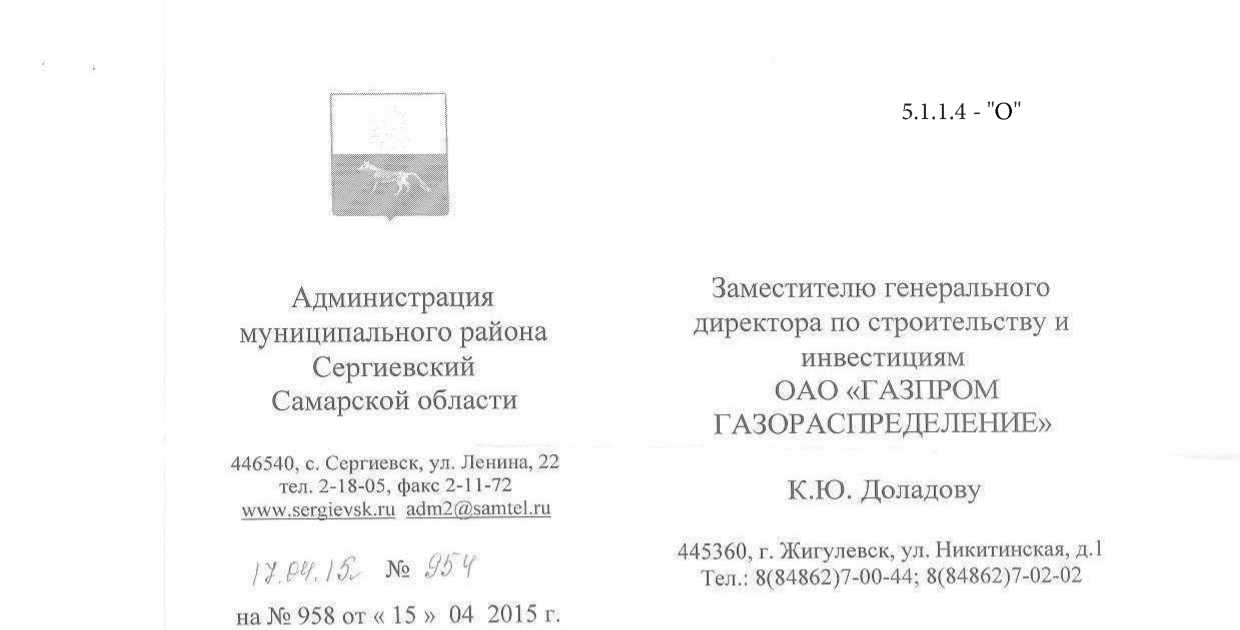 5.1.1.4 - "О"
Администрация
муниципального района
Сергиевский
Самарской области
446540, с. Сергиевск, ул. Ленина, 22
тел. 2-18-05, факс 2-11-72
www.sergievsk.ru adm2@samtel.ru
17.04.15г № 954
на № 958 от « 15 » 04 2015 г.
Заместителю генерального
директора по строительству и
инвестициям
ОАО «ГАЗПРОМ
ГАЗОРАСПРЕДЕЛЕНИЕ»
К.Ю. Доладову
445360, г. Жигулевск, ул. Никитинская, д.1
Тел.: 8(84862)7-00-44; 8(84862)7-02-02